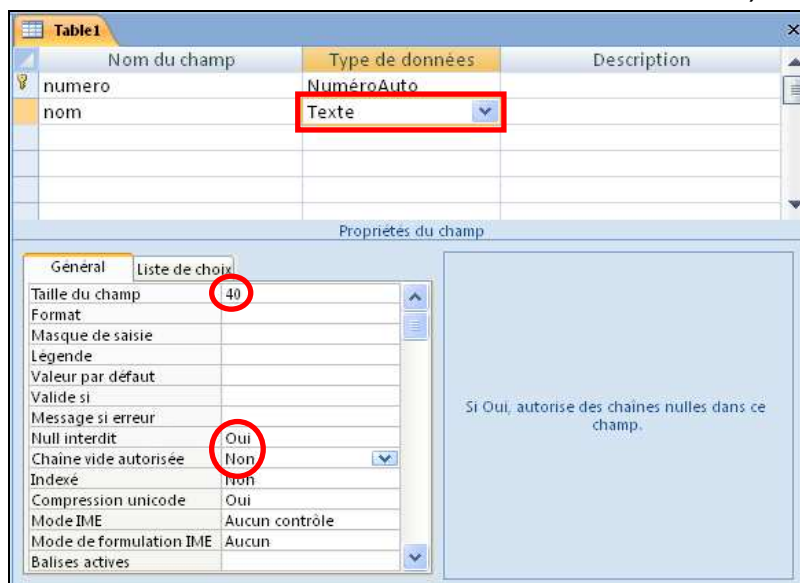 Table1
Nom du champ Type de données Description
numero NuméroAuto
nom Texte
Propriétés du champ
Général Liste de choix
Taille du champ 40
Format
Masque de saisie
Légende
Valeur par défaut
Valide si
Message si erreur
Null interdit Oui
Chaîne vide autorisée Non
Indexé Non
Compression unicode Oui
Mode IME Aucun contrôle
Mode de formulation IME Aucun
Balises actives
Si Oui, autorise des chaînes nulles dans ce
champ.